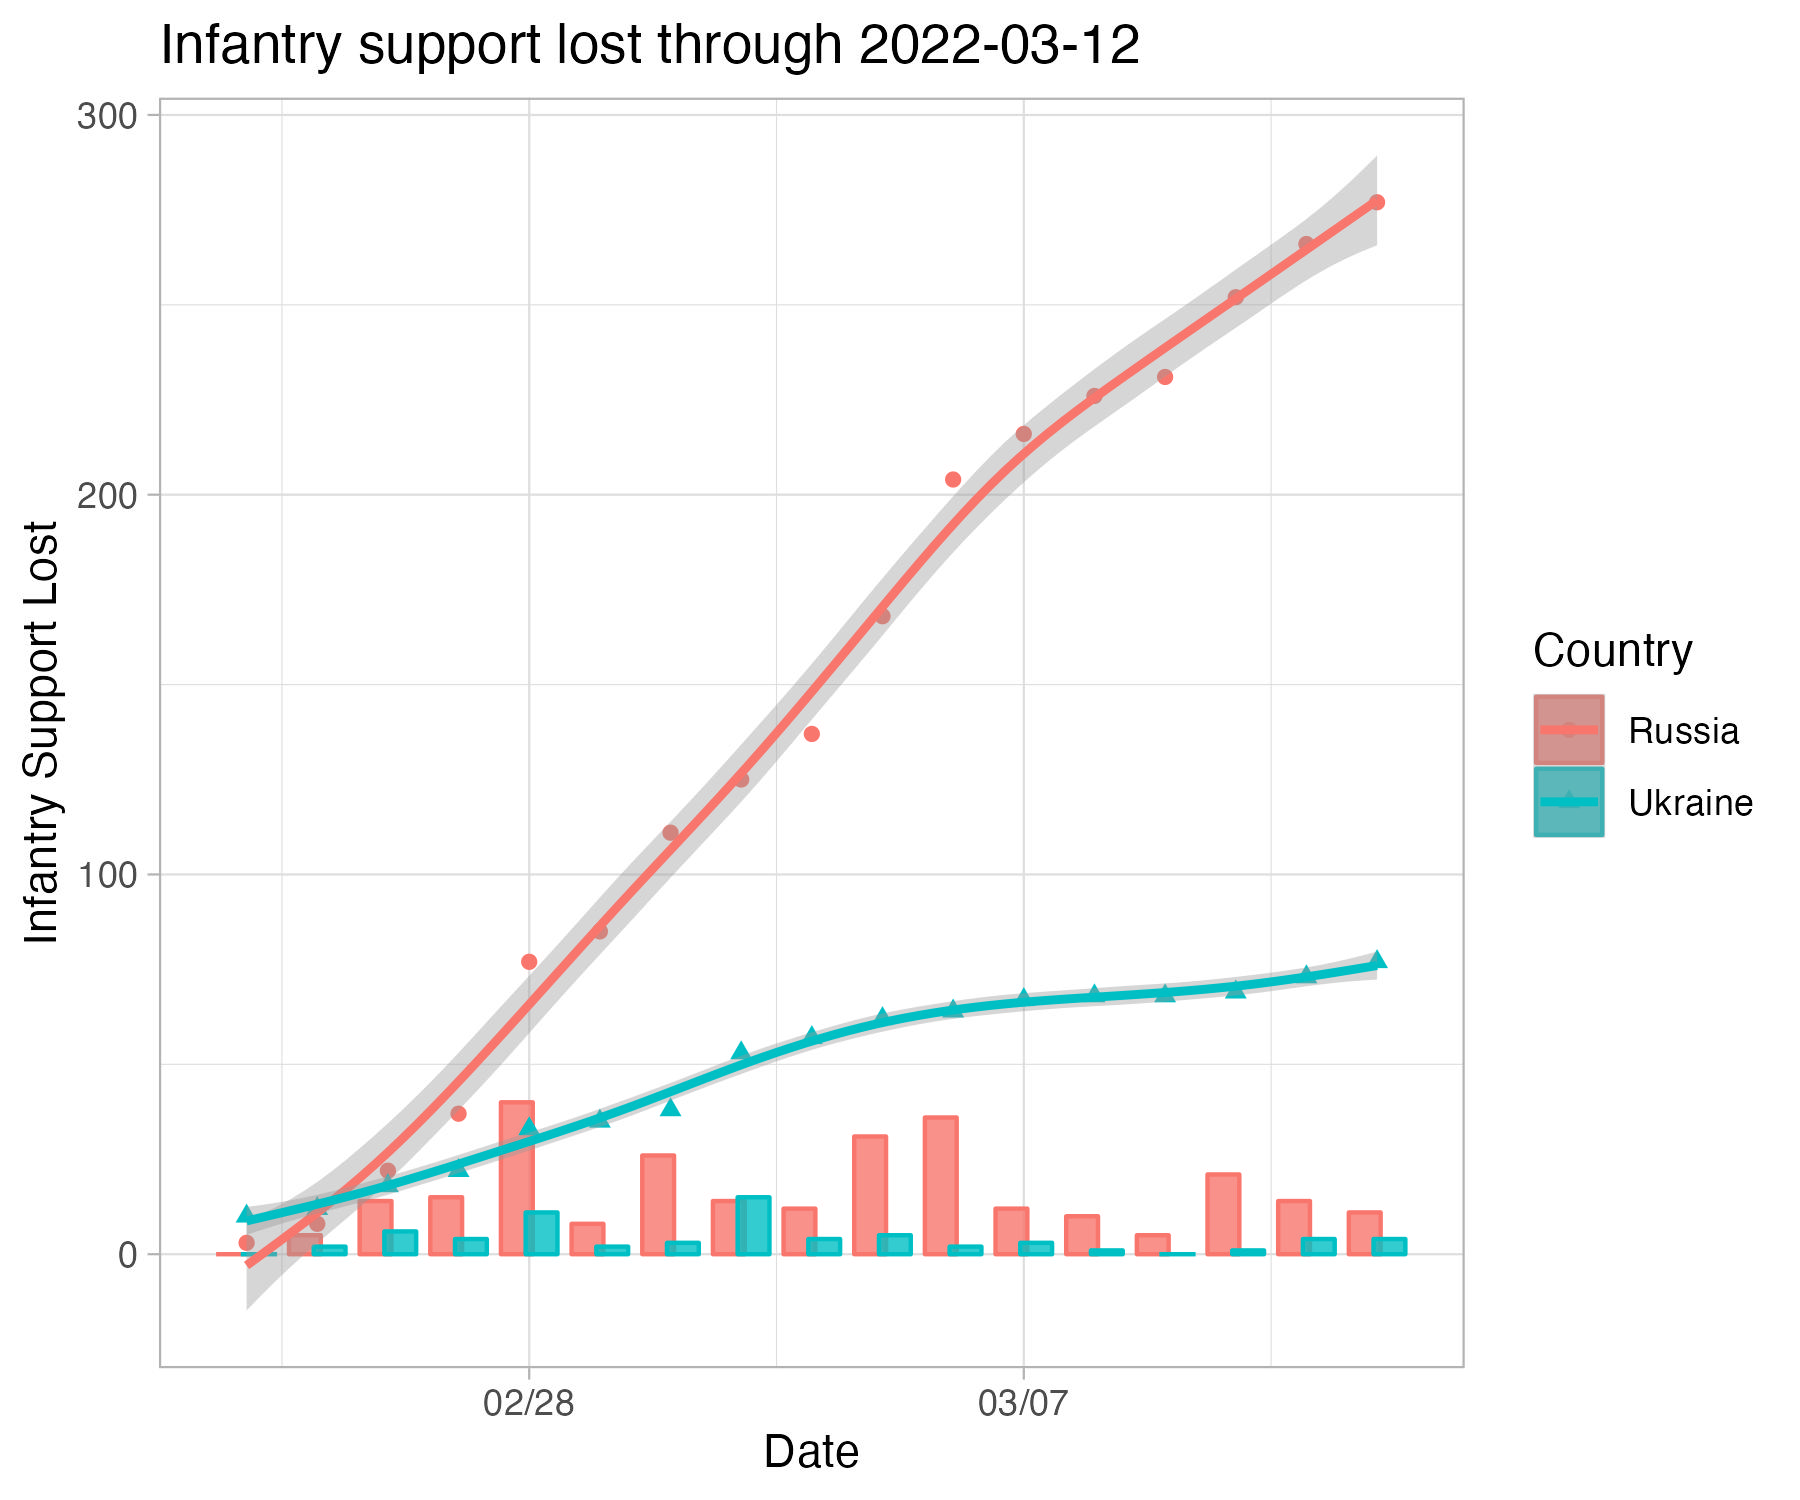 Infantry support lost through 2022-03-12
Infantry Support Lost
300
200
100
0
02/28
03/07
Date
Country
Russia
Ukraine